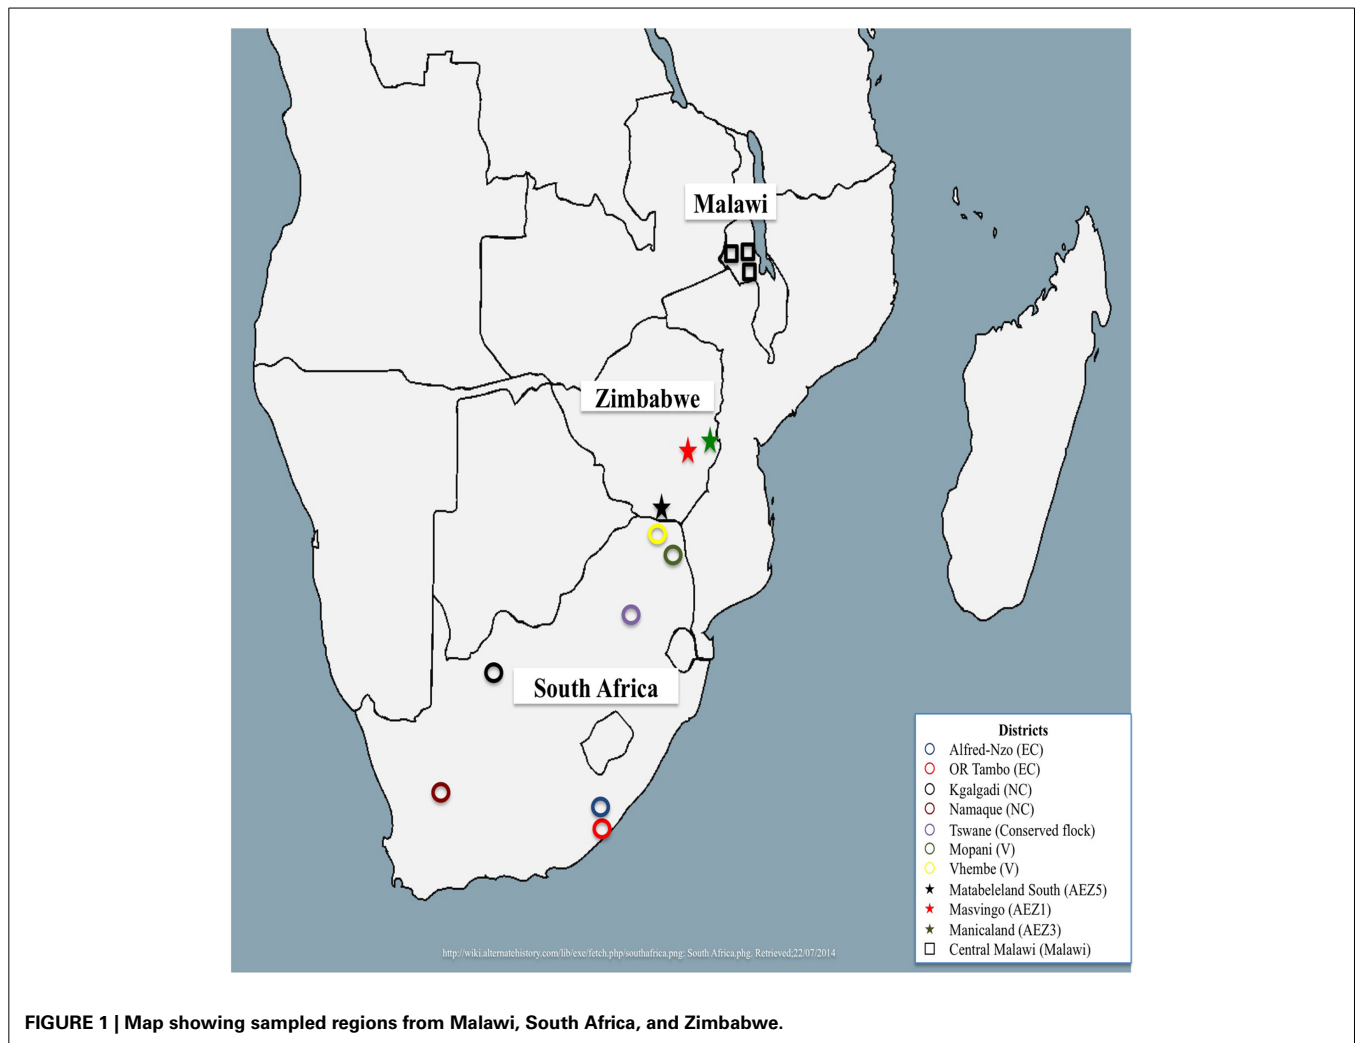 Malawi
Zimbabwe
South Africa
Districts
Alfred-Nzo (EC)
OR Tambo (EC)
Kgalgadi (NC)
Namaque (NC)
Tswane (Conserved flock)
Mopani (V)
Vhembe (V)
Matabeleland South (AEZ5)
Masvingo (AEZ1)
Manicaland (AEZ3)
Central Malawi (Malawi)
http://wiki.alternatehistory.com/lib/exe/fetch.php/southafrica.png: South Africa.phg. Retrieved;22/07/2014
FIGURE 1 | Map showing sampled regions from Malawi, South Africa, and Zimbabwe.